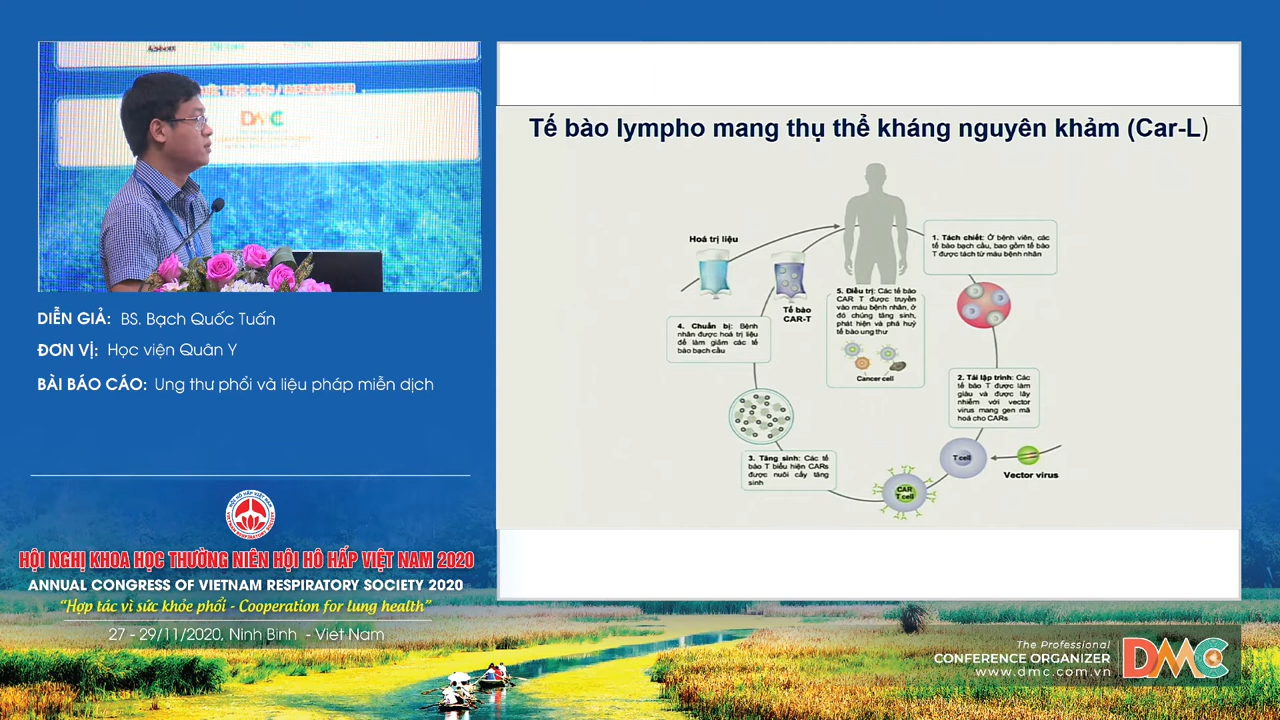 DMC
DIỄN GIẢ: BS. Bạch Quốc Tuấn
ĐƠN VỊ: Học viện Quân Y
BÀI BÁO CÁO: Ung thư phổi và liệu pháp miễn dịch
HỘI HÔ HẤP VIỆT NAM
HỘI NGHỊ KHOA HỌC THƯỜNG NIÊN HỘI HÔ HẤP VIỆT NAM 2020
ANNUAL CONGRESS OF VIETNAM RESPIRATORY SOCIETY 2020
“Hợp tác vì sức khỏe phổi - Cooperation for lung health”
27 - 29/11/2020, Ninh Binh - Viet Nam
Tế bào lympho mang thụ thể kháng nguyên khảm (Car-L)
Hoá trị liệu
Tế bào
CAR-T
1. Tách chiết: Ở bệnh viên, các
tế bào bạch cầu, bao gồm tế bào
T được tách từ máu bệnh nhân
2. Tái lập trình: Các
tế bào T được làm
giàu và được lây
nhiễm với vector
virus mang gen mã
hoá cho CARs
T cell
Vector virus
CAR
T cell
3. Tăng sinh: Các tế
bào T biểu hiện CARs
được nuôi cấy tăng
sinh
4. Chuẩn bị: Bệnh
nhân được hoá trị liệu
để làm giảm các tế
bào bạch cầu
5. Điều trị: Các tế bào
CAR T được truyền
vào máu bệnh nhân, ở
đó chúng tăng sinh,
phát hiện và phá huỷ
tế bào ung thư
Cancer cell
The Professional
CONFERENCE ORGANIZER
www.dmc.com.vn
DMC